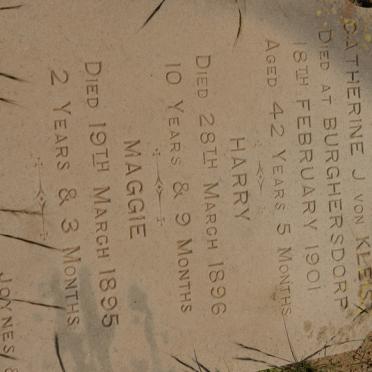 CATHERINE J VON KLEIST
DIED AT BURGHERSDORP
18TH FEBRUARY 1901
AGED 42 YEARS 5 MONTHS
HARRY
DIED 28TH MARCH 1896
10 YEARS & 9 MONTHS
MAGGIE
DIED 19TH MARCH 1895
2 YEARS & 3 MONTHS
JOYNES &